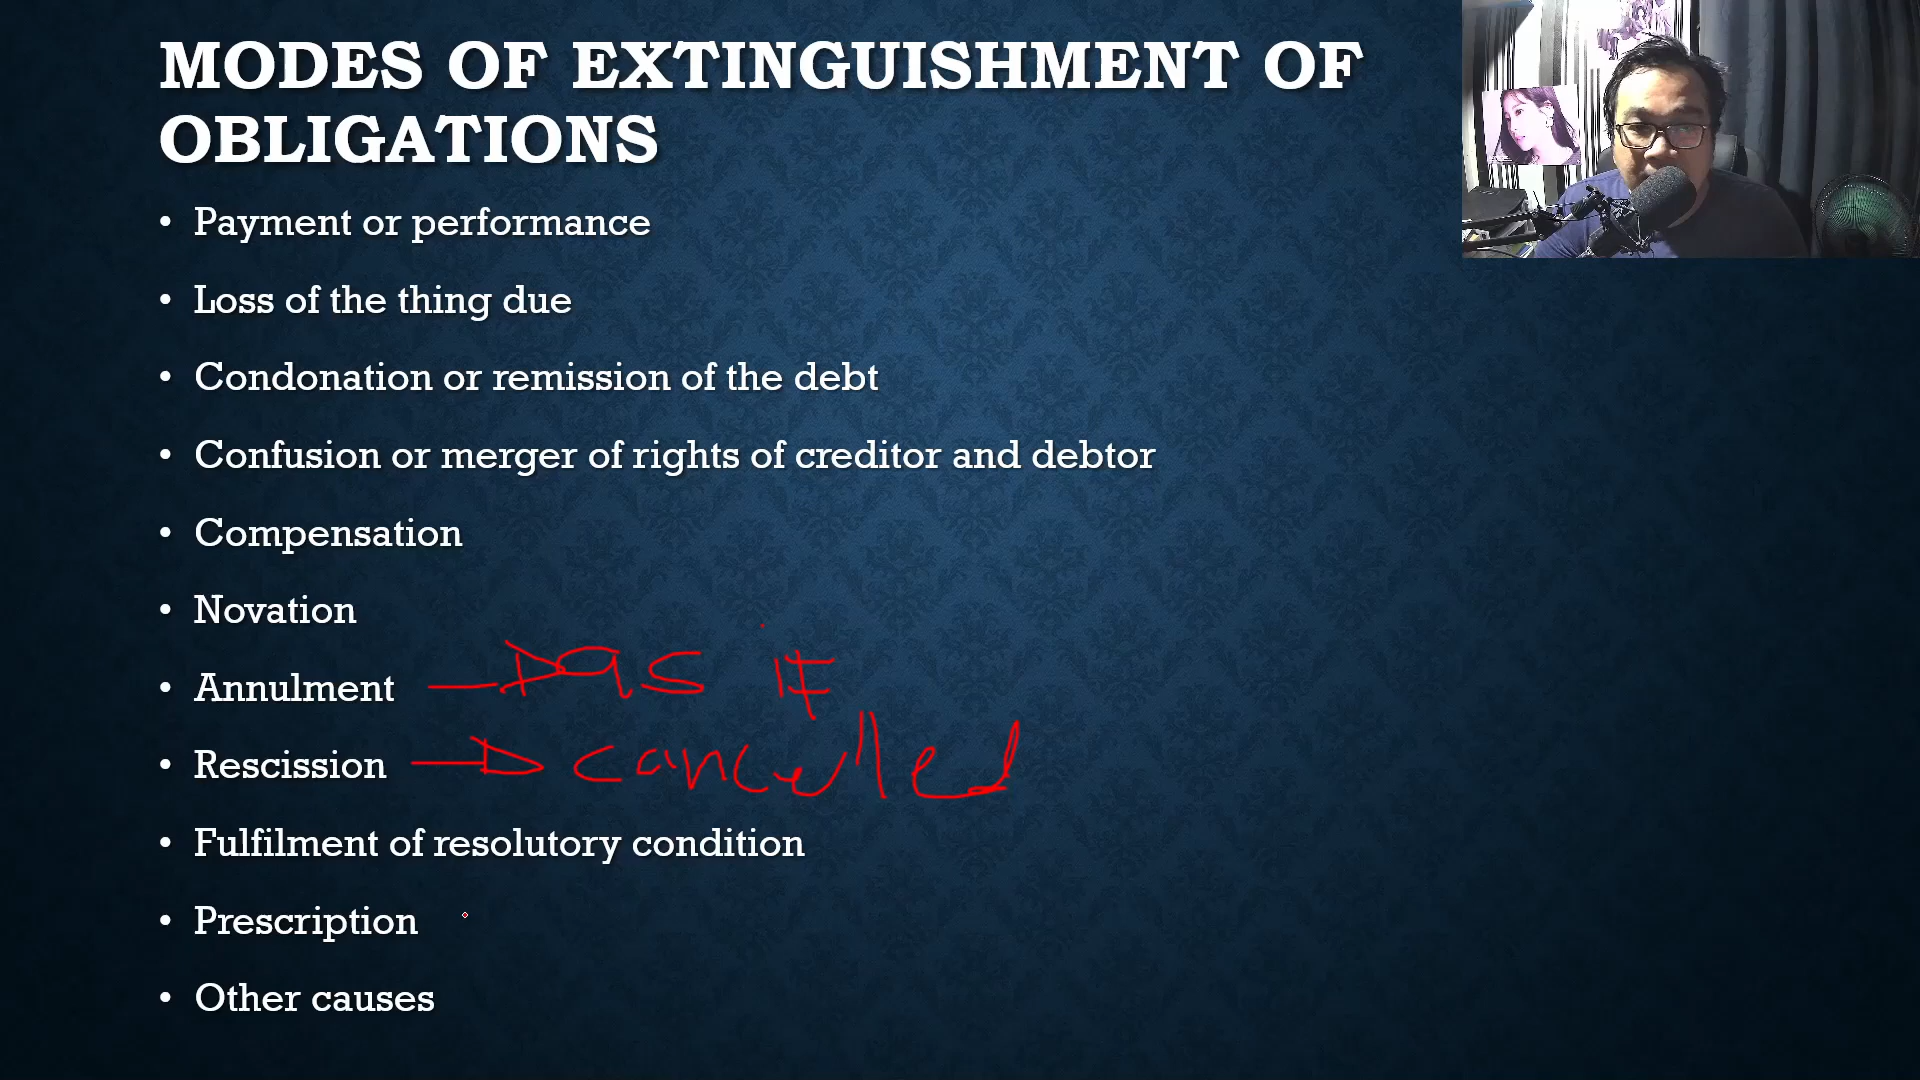 MODES OF EXTINGUISHMENT OF
OBLIGATIONS
• Payment or performance
• Loss of the thing due
• Condonation or remission of the debt
• Confusion or merger of rights of creditor and debtor
• Compensation
• Novation
• Annulment as if
• Rescission cancelled
• Fulfilment of resolutory condition
• Prescription
• Other causes